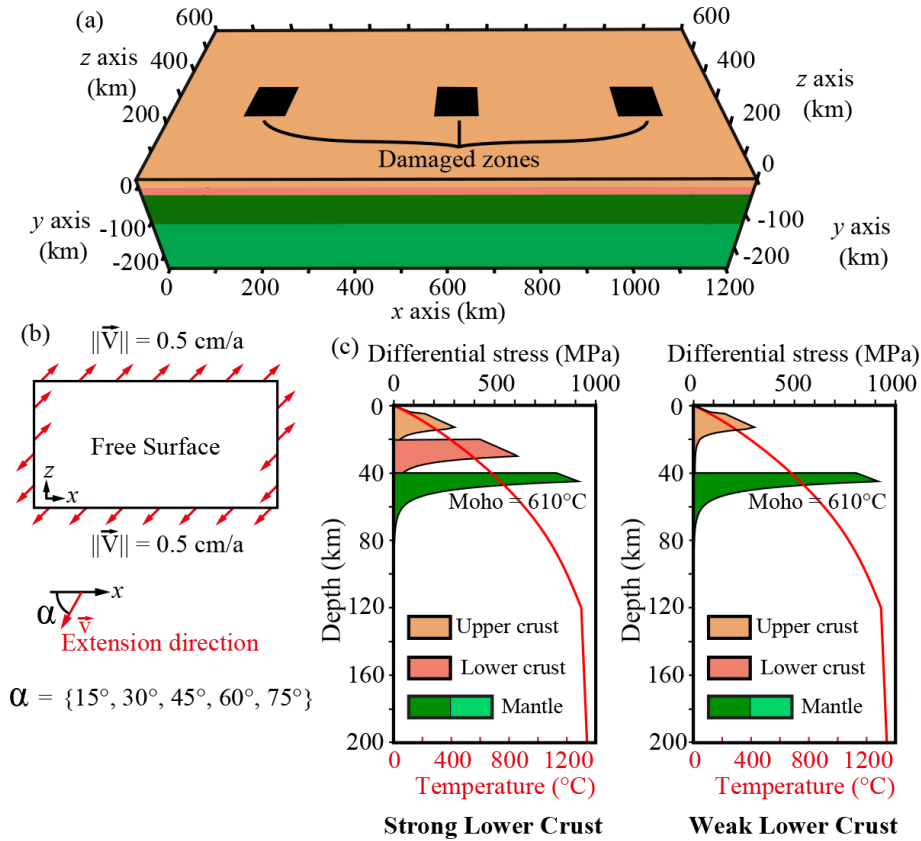 (a)
600
600
z axis
(km)
400
200
400
z axis
(km)
200
Damaged zones
0
0
y axis
(km)
-100
-200
-100
-200
y axis
(km)
0
200
400
600
800
1000
1200
x axis (km)
(b)
||V|| = 0.5 cm/a
Free Surface
z
x
||V|| = 0.5 cm/a
α
x
v
Extension direction
α = {15°, 30°, 45°, 60°, 75°}
(c)
Differential stress (MPa)
0 500 1000
0
40
80
120
160
200
Depth (km)
Moho = 610°C
Upper crust
Lower crust
Mantle
0 400 800 1200
Temperature (°C)
Strong Lower Crust
Differential stress (MPa)
0 500 1000
0
40
80
120
160
200
Depth (km)
Moho = 610°C
Upper crust
Lower crust
Mantle
0 400 800 1200
Temperature (°C)
Weak Lower Crust